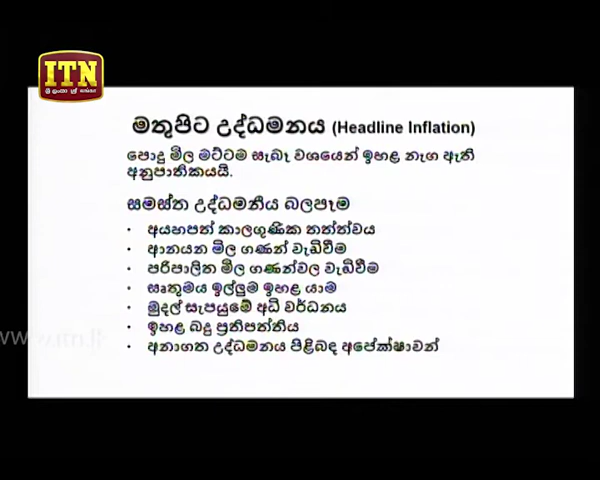 ITN
ශ්‍රී ලංකා අප් සැමගේ
මතුපිට උද්ධමනය (Headline Inflation)
පොදු මිල මට්ටම සැබෑ වශයෙන් ඉහළ නැග ඇති
අනුපාතිකයයි.
සමස්ත උද්ධමනීය බලපෑම
• අයහපත් කාලගුණික තත්ත්වය
• ආනයන මිල ගණන් වැඩිවීම
• පරිපාලිත මිල ගණන්වල වැඩිවීම
• සෘතුමය ඉල්ලුම ඉහළ යාම
• මුදල් සැපයුමේ අධි වර්ධනය
• ඉහළ බදු ප්‍රතිපත්තිය
• අනාගත උද්ධමනය පිළිබඳ අපේක්ෂාවන්